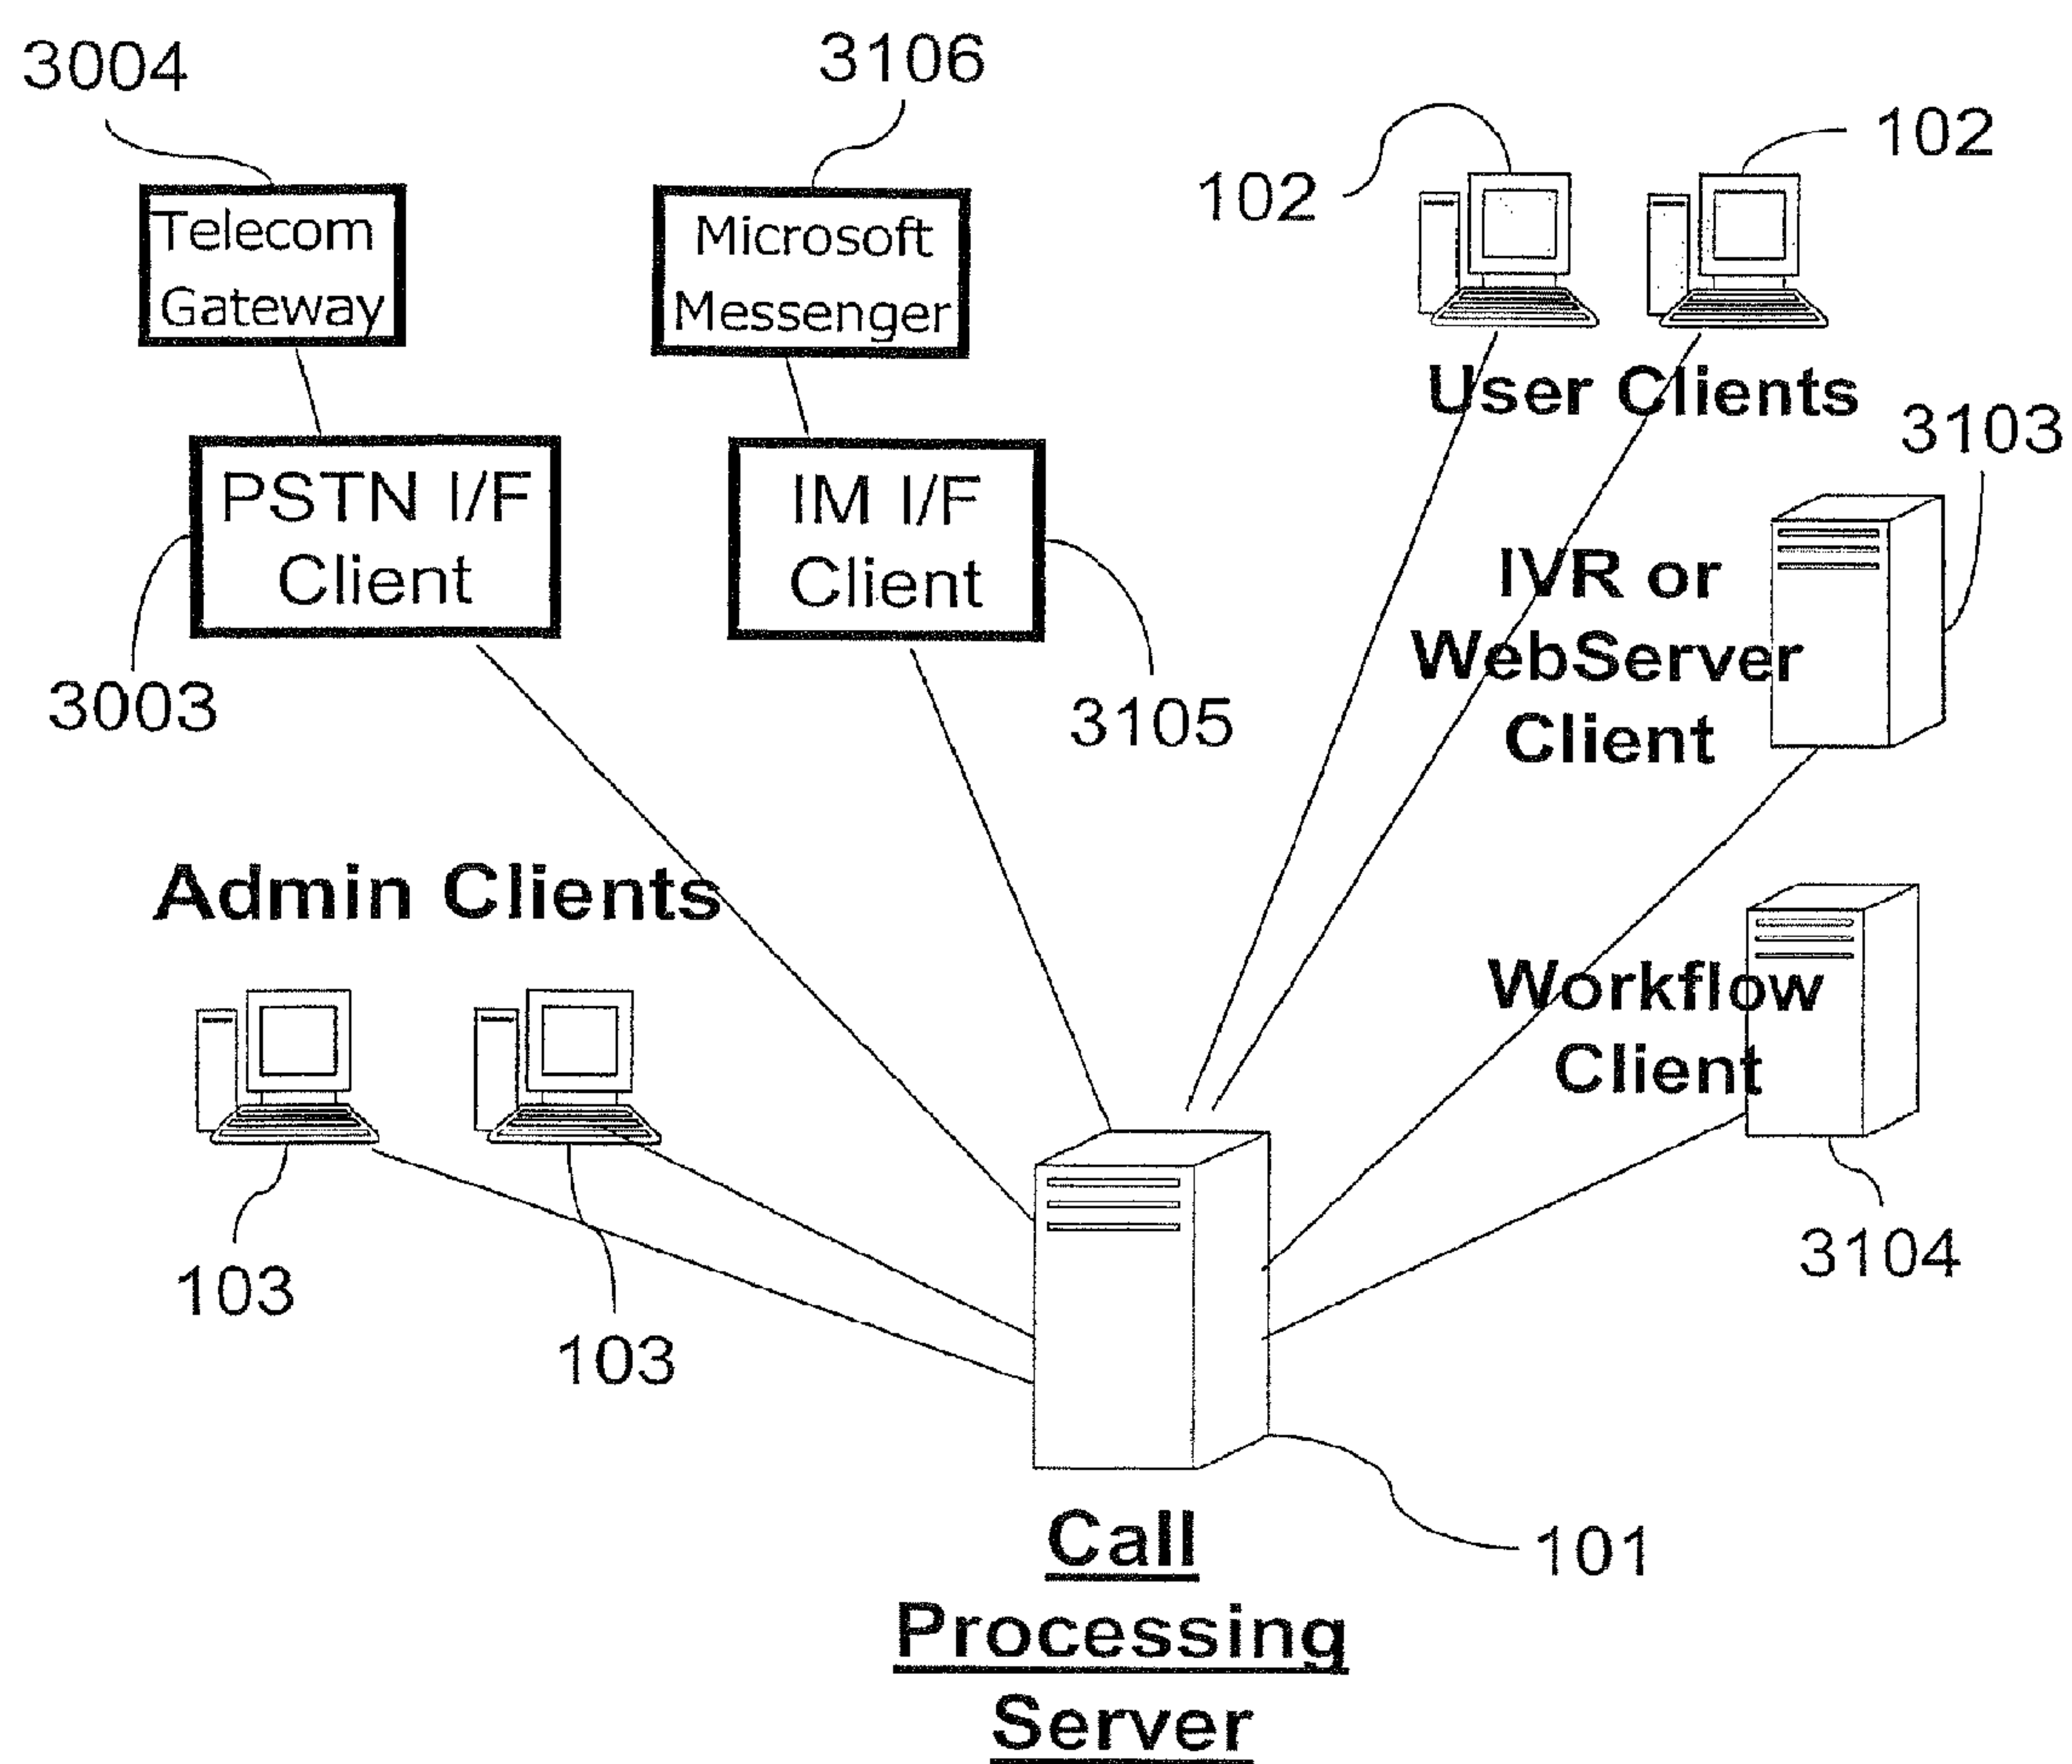 3004
3106
102
102
Telecom
Gateway
Microsoft
Messenger
User Clients
3103
PSTN I/F
Client
IM I/F
Client
IVR or
WebServer
Client
3003
3105
Admin Clients
Workflow
Client
3104
103
103
101
Call
Processing
Server